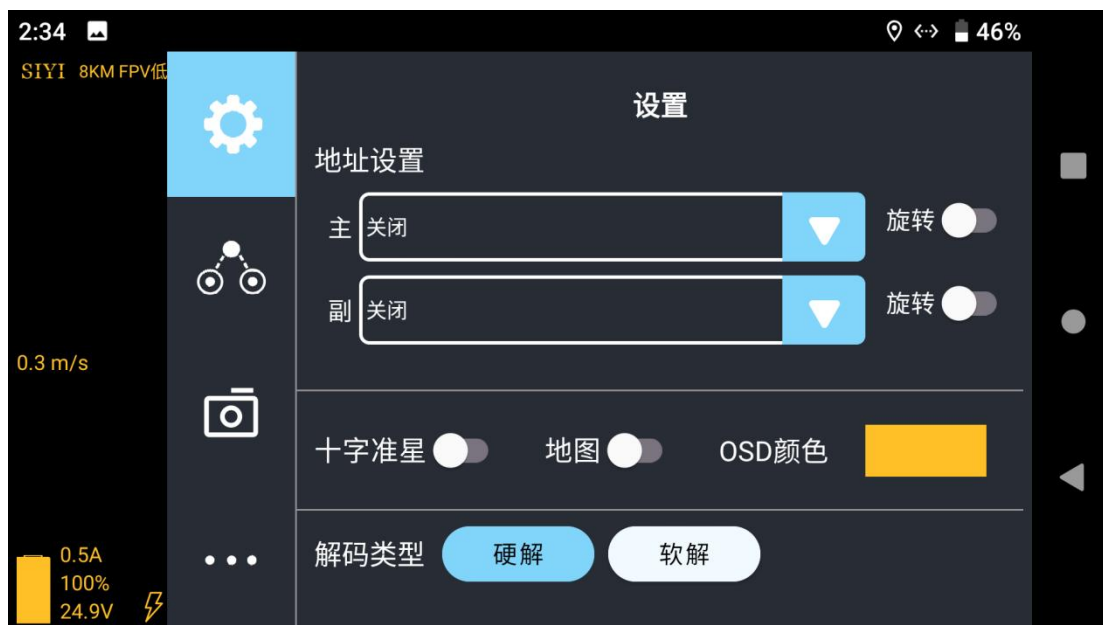 2:34 46%
SIYI 8KM FPV低
设置
地址设置
主 关闭 旋转
副 关闭 旋转
0.3 m/s
十字准星 地图 OSD颜色
解码类型 硬解 软解
0.5A
100%
24.9V